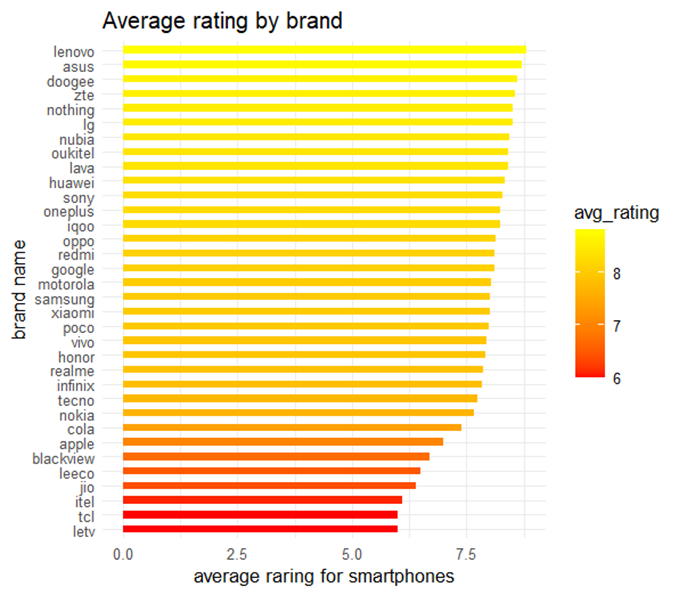 Average rating by brand
lenovo
asus
doogee
zte
nothing
lg
nubia
oukitel
lava
huawei
sony
oneplus
iqoo
oppo
redmi
google
motorola
samsung
xiaomi
poco
vivo
honor
realme
infinix
tecno
nokia
cola
apple
blackview
leeco
jio
itel
tcl
letv
brand name
0.0 2.5 5.0 7.5
average raring for smartphones
avg_rating
8
7
6